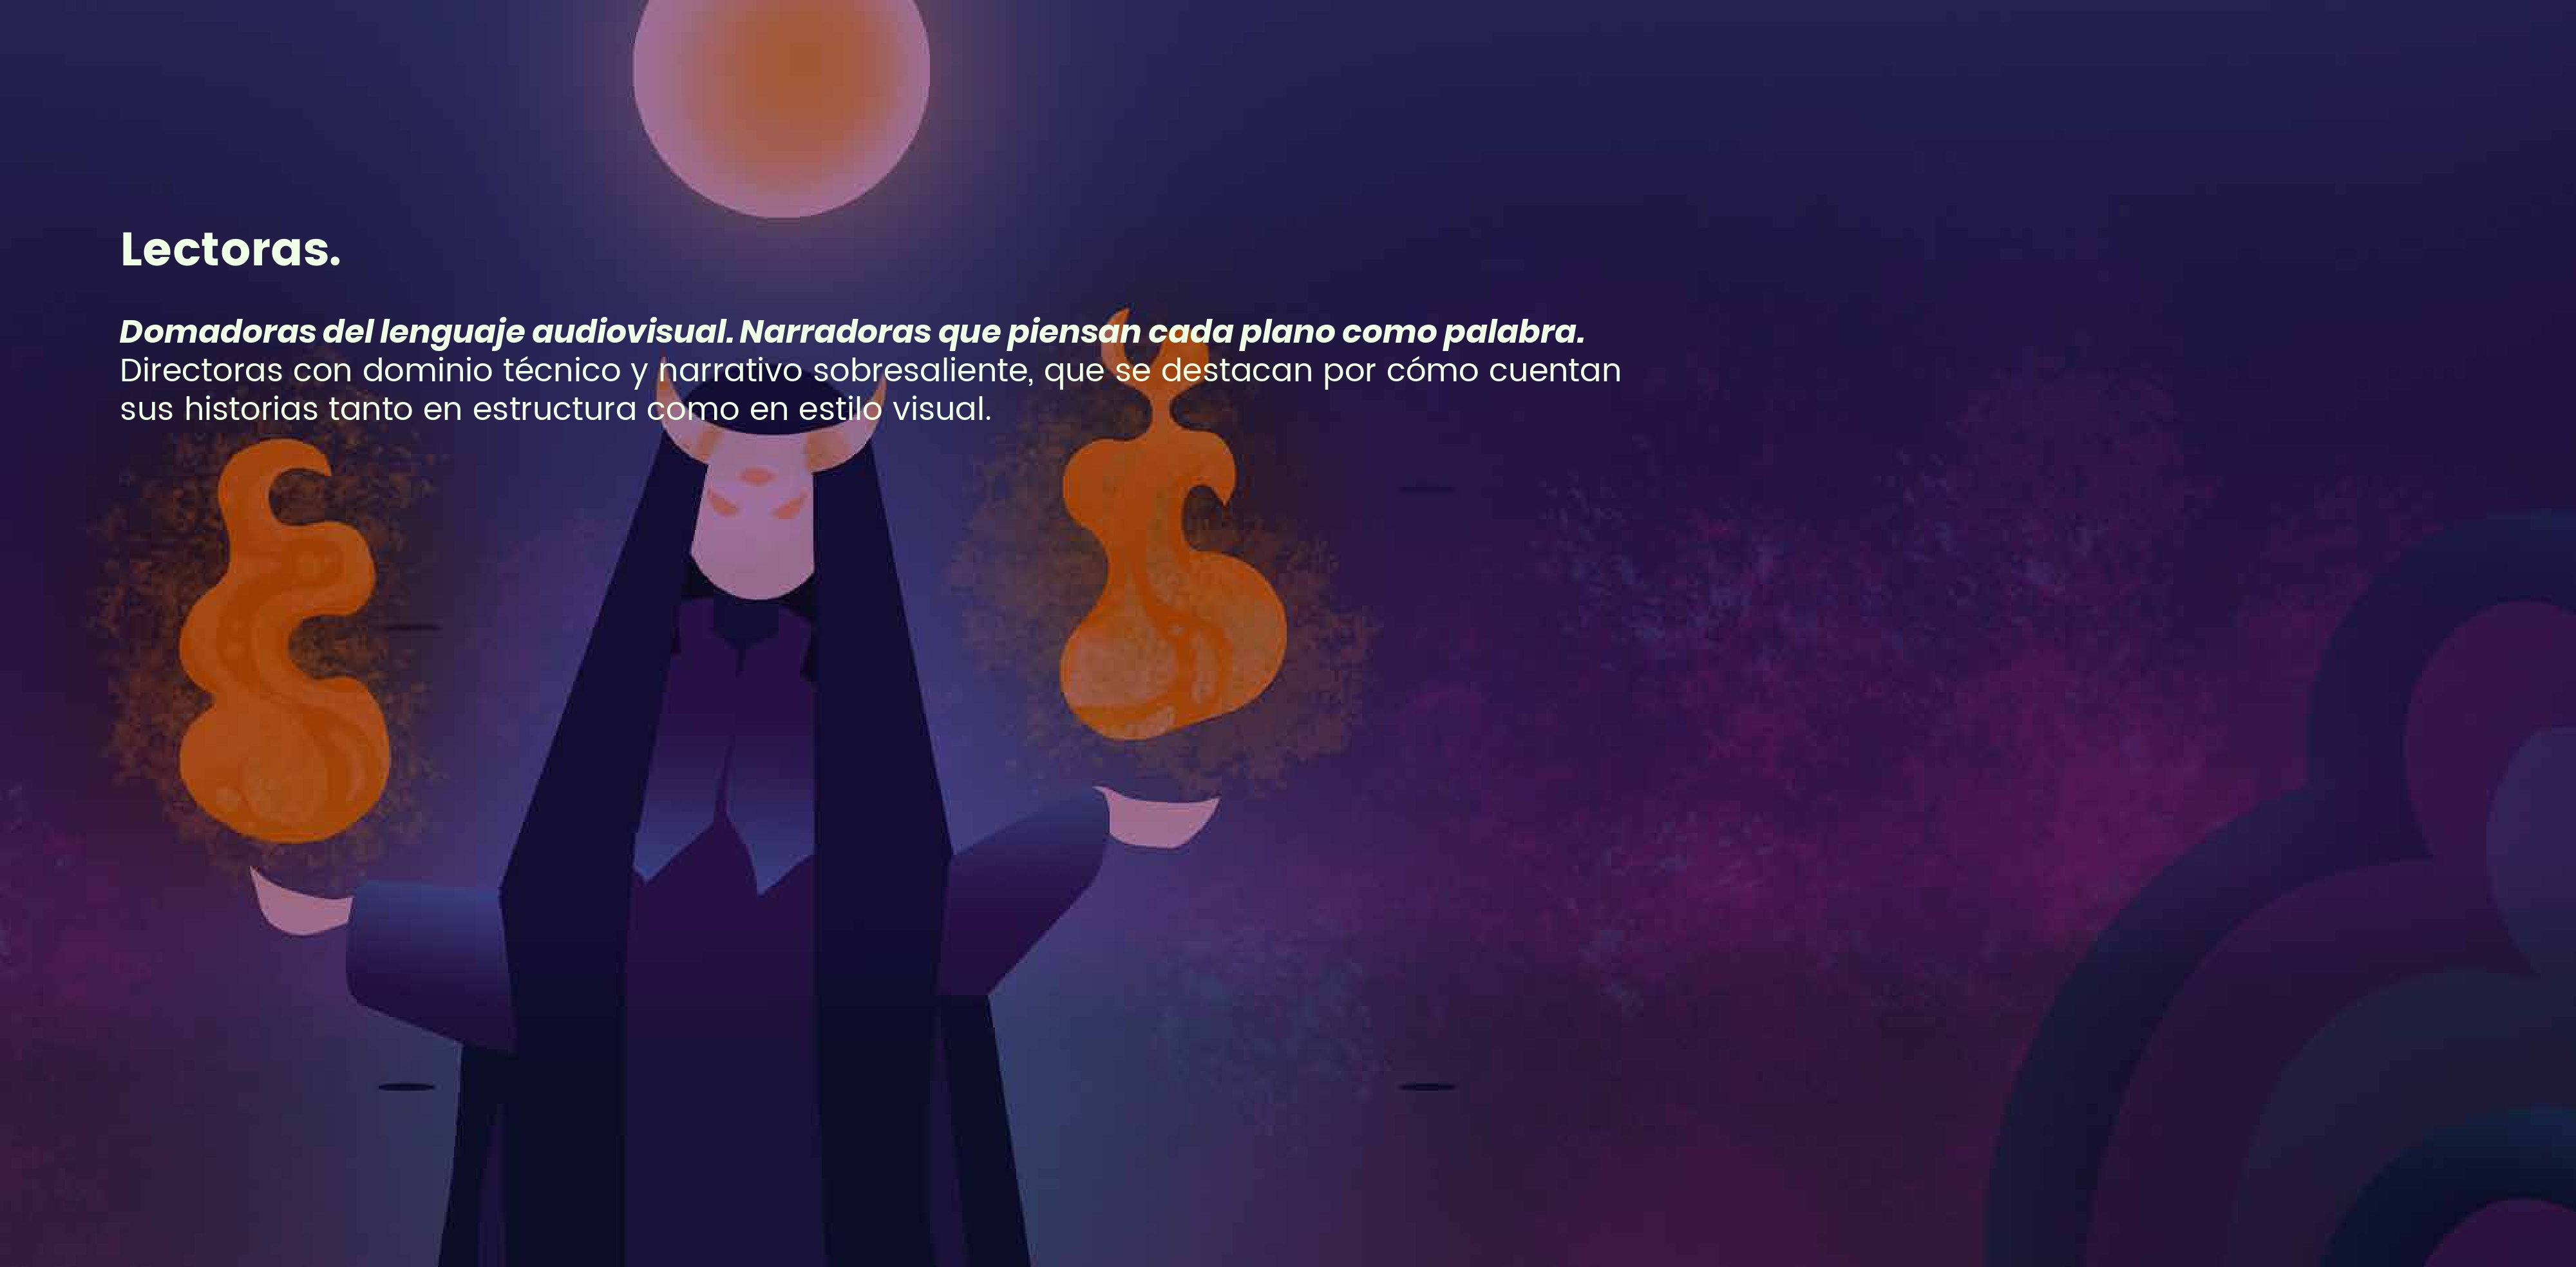 Lectoras.
Domadoras del lenguaje audiovisual. Narradoras que piensan cada plano como palabra.
Directoras con dominio técnico y narrativo sobresaliente, que se destacan por cómo cuentan
sus historias tanto en estructura como en estilo visual.